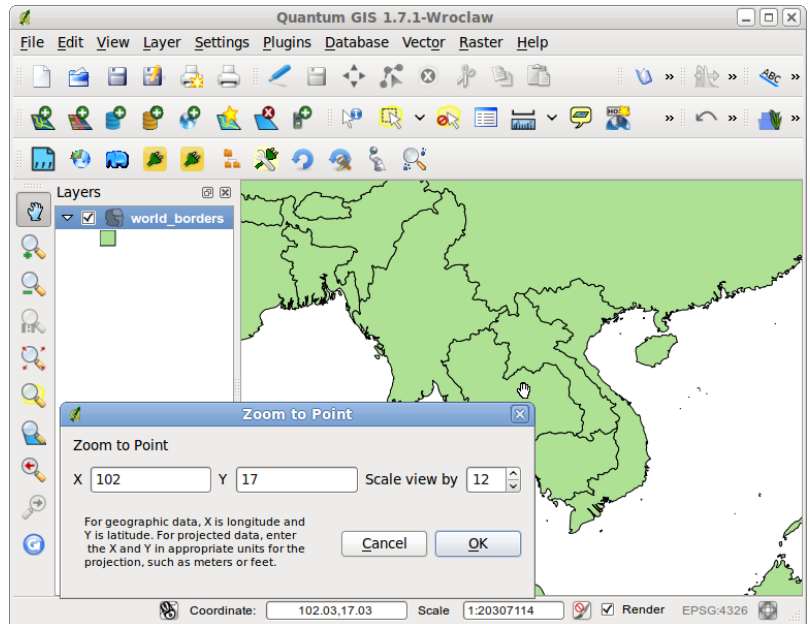 Quantum GIS 1.7.1-Wroclaw
File Edit View Layer Settings Plugins Database Vector Raster Help
ABC
Layers
world_borders
Zoom to Point
Zoom to Point
X 102 Y 17 Scale view by 12
For geographic data, X is longitude and
Y is latitude. For projected data, enter
the X and Y in appropriate units for the
projection, such as meters or feet.
Cancel OK
Coordinate: 102.03,17.03 Scale 1:20307114 Render EPSG:4326